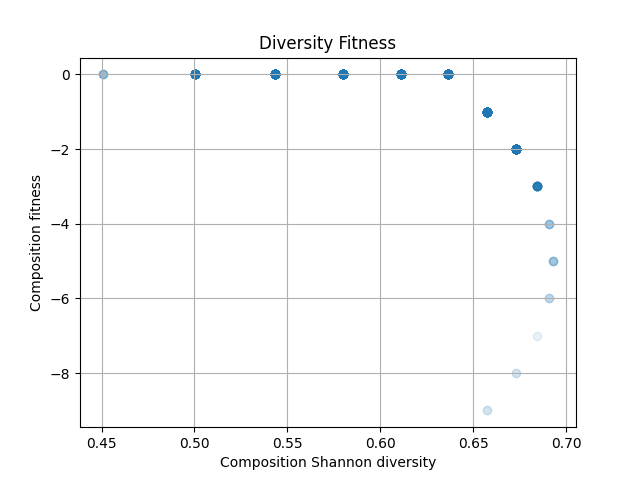 Diversity Fitness
0
−2
−4
−6
−8
Composition fitness
0.45 0.50 0.55 0.60 0.65 0.70
Composition Shannon diversity